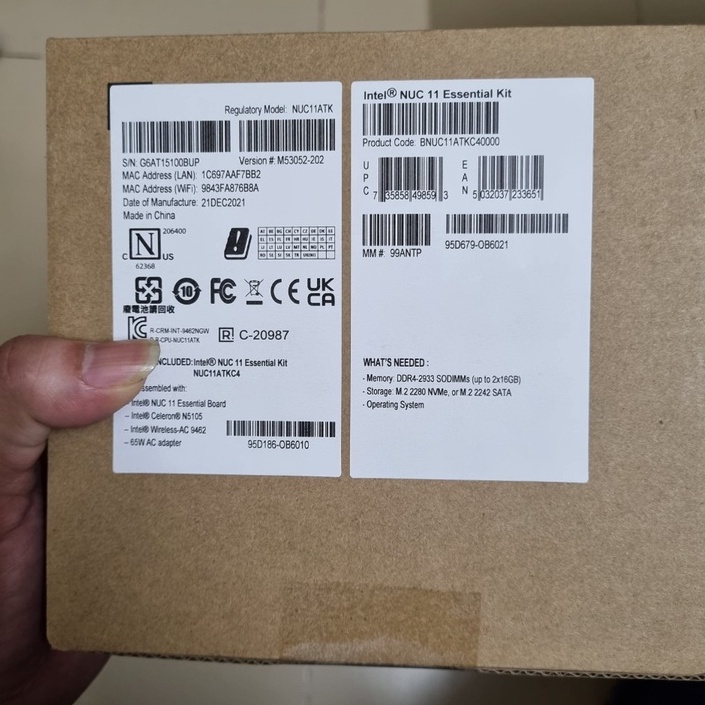 Regulatory Model: NUC11ATK
S/N: G6AT15100BUP Version #: M53052-202
MAC Address (LAN): 1C697AAF7BB2
MAC Address (WiFi): 9843FA876B8A
Date of Manufacture: 21DEC2021
Made in China
206400
C N US
62368
10 FC CE UK CA
廢電池請回收
R-CRM-INT-9462NGW
-CPU-NUC11ATK
R C-20987
INCLUDED: Intel® NUC 11 Essential Kit
NUC11ATKC4
ssembled with:
- Intel® NUC 11 Essential Board
- Intel® Celeron® N5105
- Intel® Wireless-AC 9462
- 65W AC adapter
95D186-OB6010
Intel® NUC 11 Essential Kit
Product Code: BNUC11ATKC40000
UPC 7 35858 49859 3
EAN 5 032037 233651
MM #: 99ANTP
95D679-OB6021
WHAT'S NEEDED :
- Memory: DDR4-2933 SODIMMs (up to 2x16GB)
- Storage: M.2 2280 NVMe, or M.2 2242 SATA
- Operating System